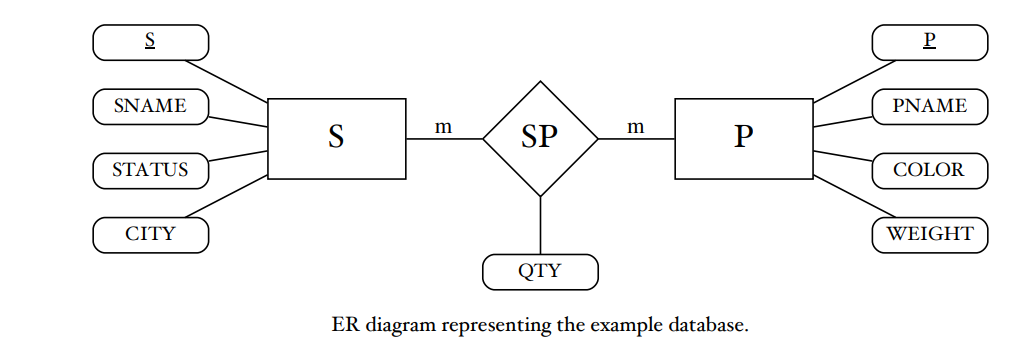 S
SNAME
STATUS
CITY
S
m
SP
m
P
QTY
P
PNAME
COLOR
WEIGHT
ER diagram representing the example database.